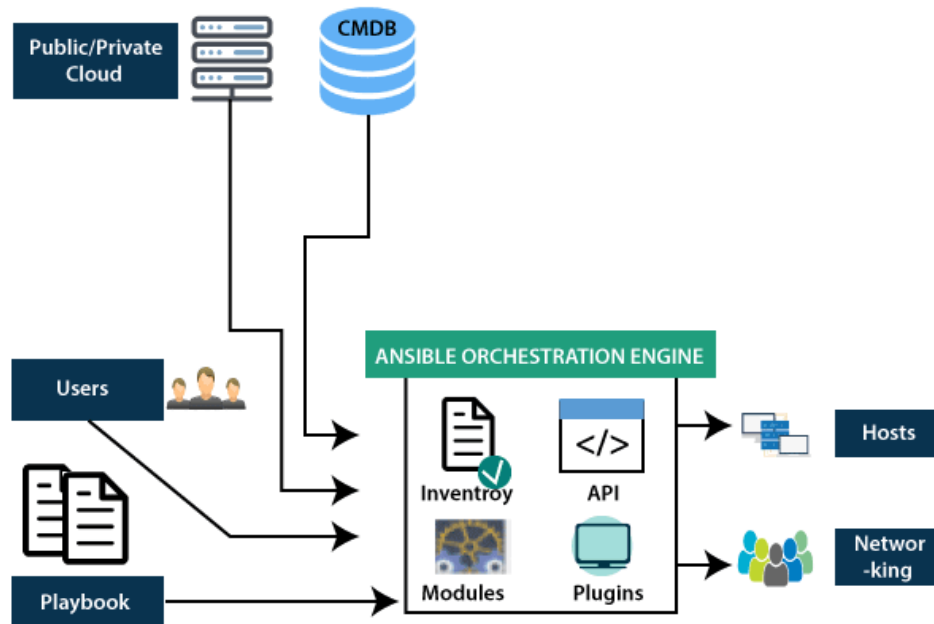 Public/Private
Cloud
CMDB
ANSIBLE ORCHESTRATION ENGINE
Users
Inventroy
API
Hosts
Modules
Plugins
Networ
-king
Playbook